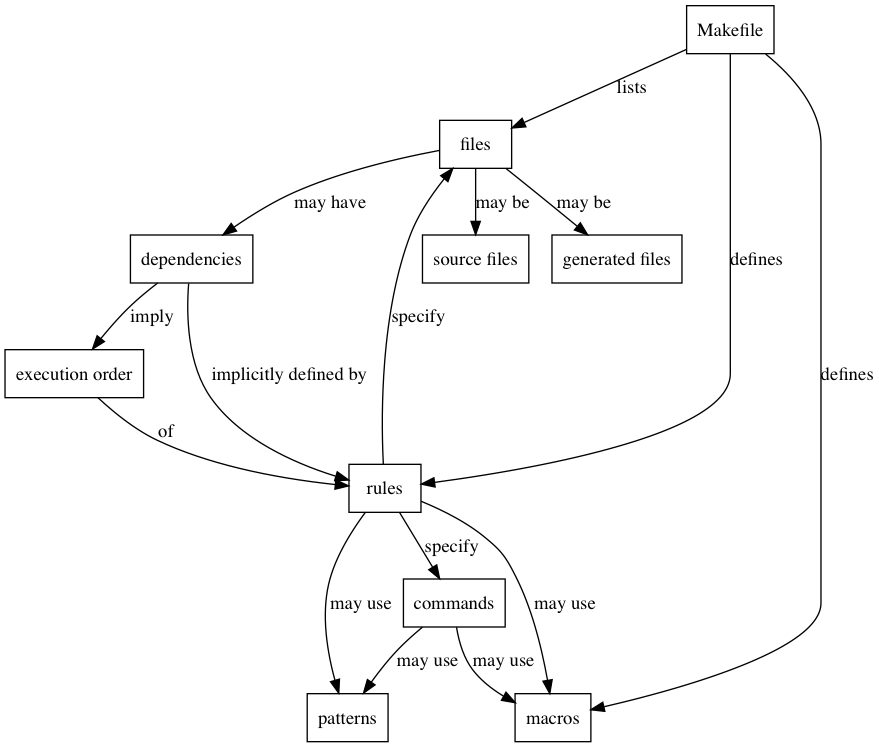 Makefile
lists
files
may have
may be
may be
dependencies
source files
generated files
defines
imply
specify
execution order
implicitly defined by
defines
of
rules
specify
may use
commands
may use
may use
may use
patterns
macros